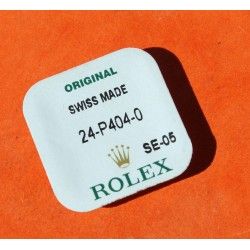 ORIGINAL
SWISS MADE
24-P404-0
SE-05
ROLEX